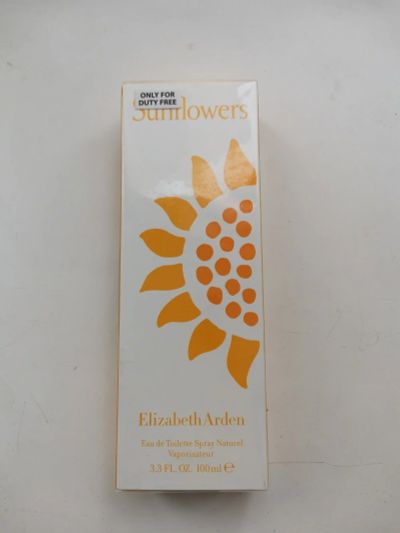 ONLY FOR
DUTY FREE
Sunflowers
Elizabeth Arden
Eau de Toilette Spray Naturel
Vaporisateur
3.3 FL. OZ. 100ml ℮